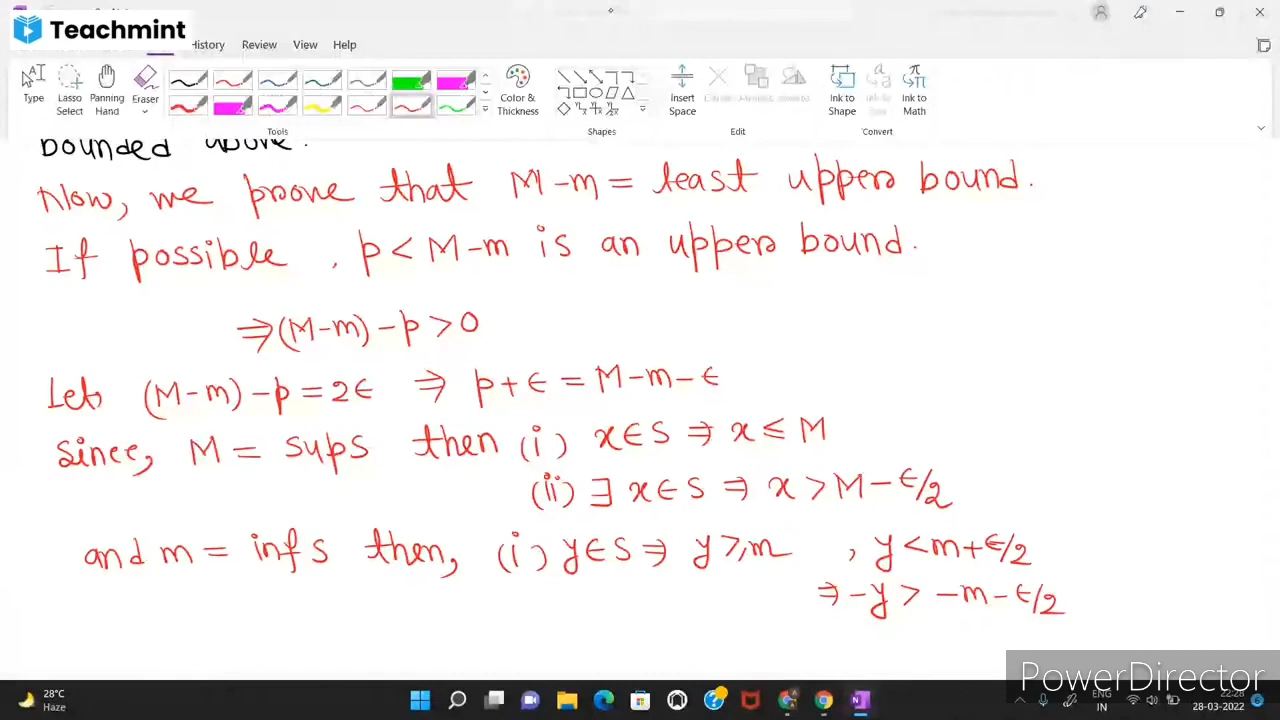 Teachmint
History Review View Help
Type Lasso Select Panning Hand Eraser Color & Thickness Insert Space Ink to Shape Ink to Math
Tools Shapes Edit Convert
bounded above.
Now, we prove that M-m = least upper bound.
If possible, p < M-m is an upper bound.
⇒ (M-m) - p > 0
Let (M-m) - p = 2ϵ ⇒ p+ϵ = M-m-ϵ
since, M = sups then (i) x∈S ⇒ x ≤ M
(ii) ∃ x∈S ⇒ x > M - ϵ/2
and m = inf s then, (i) y∈S ⇒ y ≥ m , y < m+ϵ/2
⇒ -y > -m - ϵ/2
PowerDirector
28°C
Haze
ENG
IN
22:28
28-03-2022